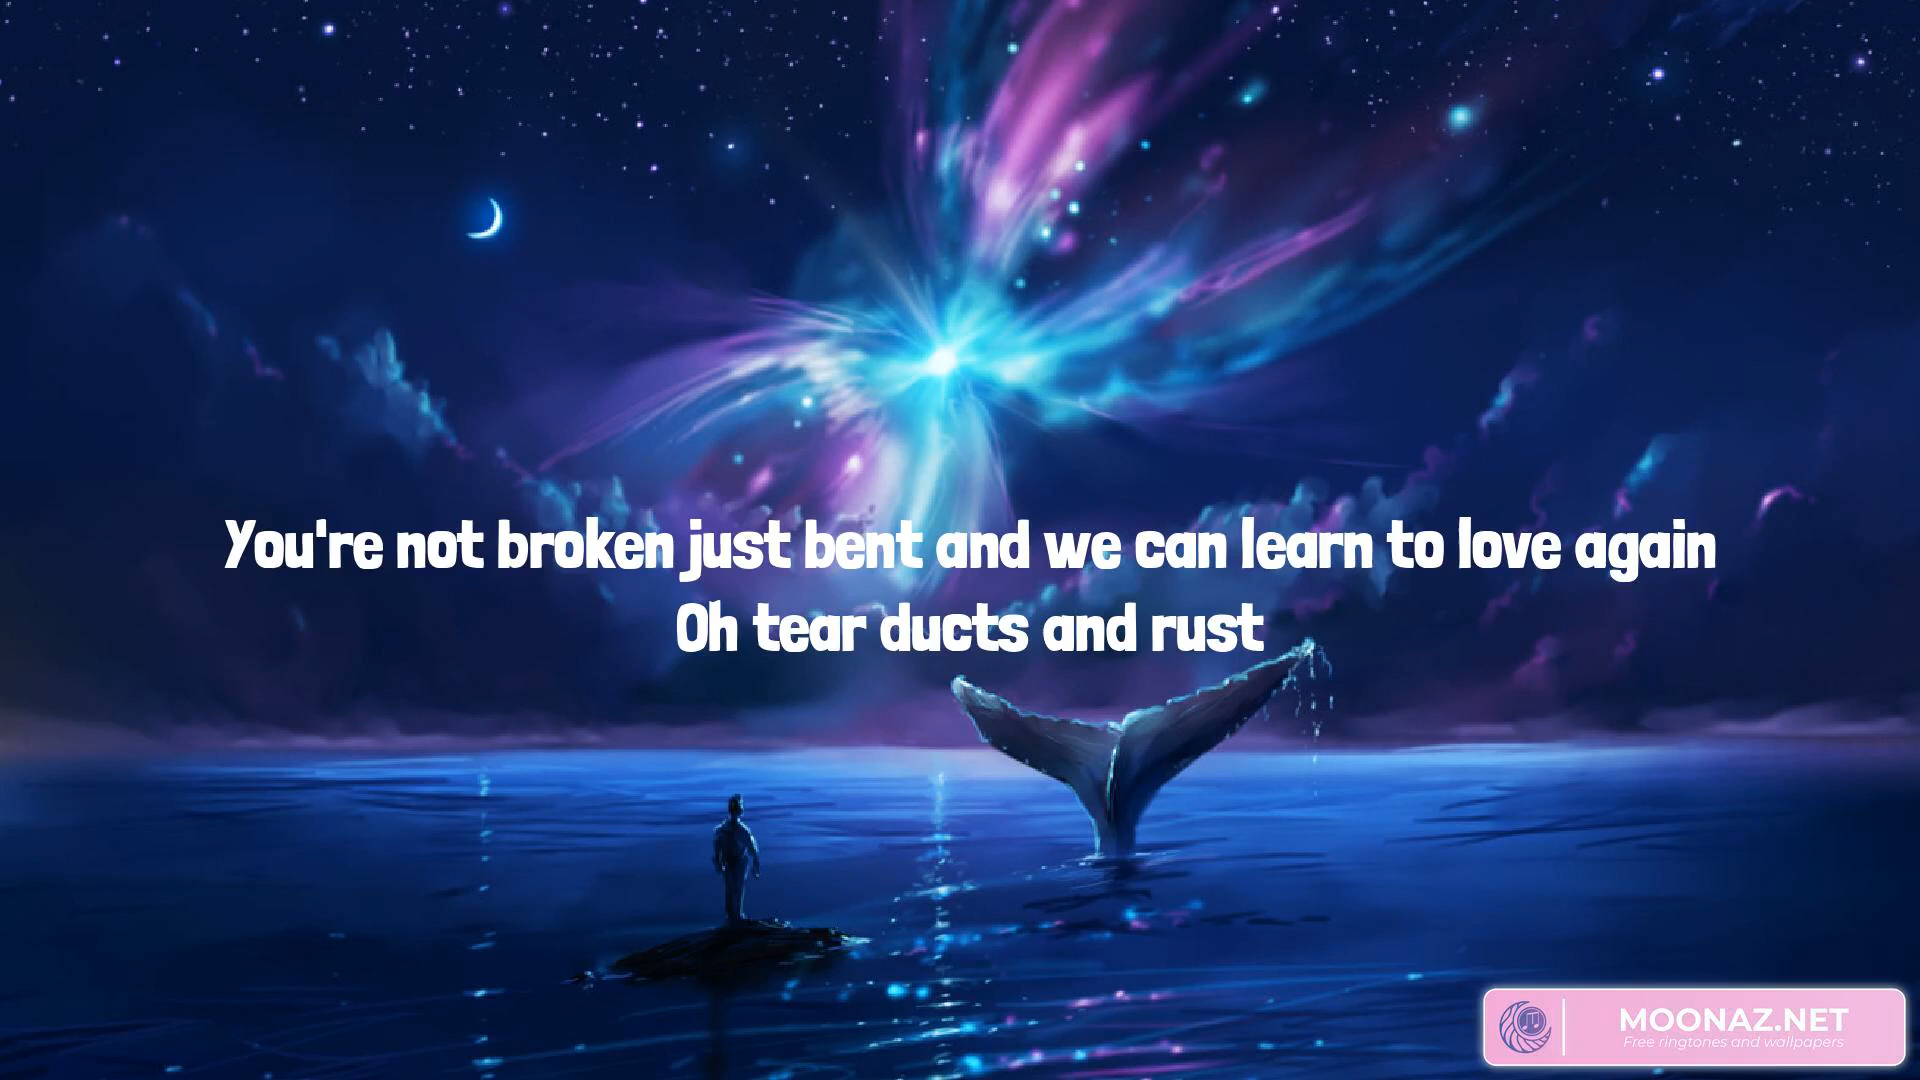 You're not broken just bent and we can learn to love again
Oh tear ducts and rust
MOONAZ.NET
Free ringtones and wallpapers